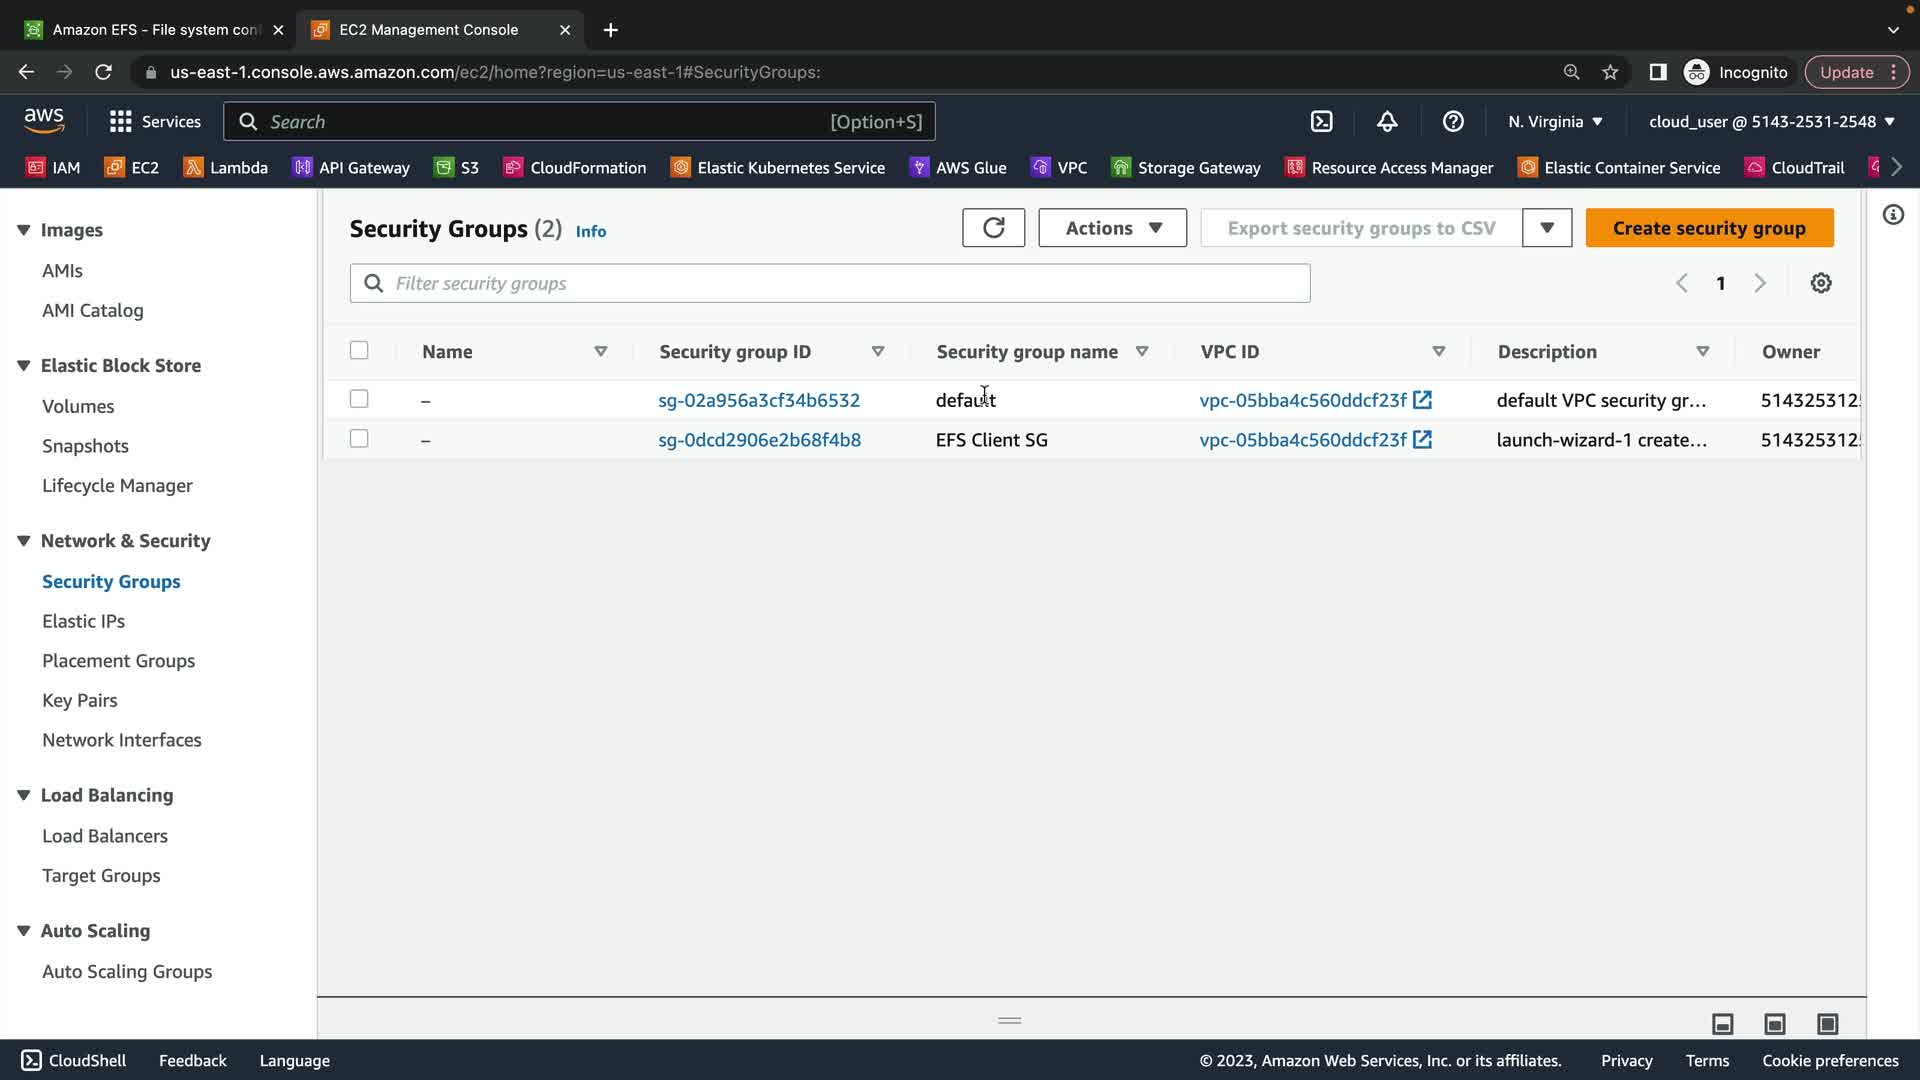 Amazon EFS - File system con
EC2 Management Console
us-east-1.console.aws.amazon.com/ec2/home?region=us-east-1#SecurityGroups:
Incognito
Update
aws
Services
Search
[Option+S]
N. Virginia
cloud_user @ 5143-2531-2548
IAM
EC2
Lambda
API Gateway
S3
CloudFormation
Elastic Kubernetes Service
AWS Glue
VPC
Storage Gateway
Resource Access Manager
Elastic Container Service
CloudTrail
Images
AMIs
AMI Catalog
Elastic Block Store
Volumes
Snapshots
Lifecycle Manager
Network & Security
Security Groups
Elastic IPs
Placement Groups
Key Pairs
Network Interfaces
Load Balancing
Load Balancers
Target Groups
Auto Scaling
Auto Scaling Groups
Security Groups (2) Info
Actions
Export security groups to CSV
Create security group
Filter security groups
1
Name Security group ID Security group name VPC ID Description Owner
– sg-02a956a3cf34b6532 default vpc-05bba4c560ddcf23f default VPC security gr... 514325312
– sg-0dcd2906e2b68f4b8 EFS Client SG vpc-05bba4c560ddcf23f launch-wizard-1 create... 514325312
CloudShell
Feedback
Language
© 2023, Amazon Web Services, Inc. or its affiliates.
Privacy
Terms
Cookie preferences